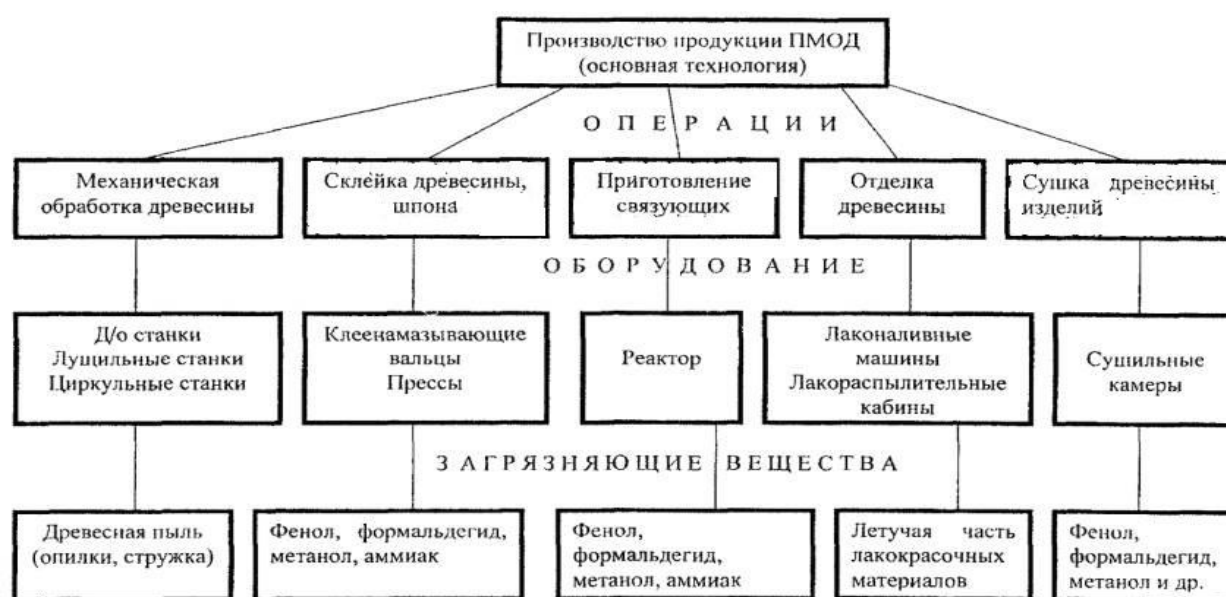 Производство продукции ПМОД
(основная технология)
ОПЕРАЦИИ
Механическая
обработка древесины
Склейка древесины,
шпона
Приготовление
связующих
Отделка
древесины
Сушка древесины
изделий
ОБОРУДОВАНИЕ
Д/о станки
Лущильные станки
Циркульные станки
Клеенамазывающие
вальцы
Прессы
Реактор
Лаконаливные
машины
Лакораспылительные
кабины
Сушильные
камеры
ЗАГРЯЗНЯЮЩИЕ ВЕЩЕСТВА
Древесная пыль
(опилки, стружка)
Фенол, формальдегид,
метанол, аммиак
Фенол,
формальдегид,
метанол, аммиак
Летучая часть
лакокрасочных
материалов
Фенол,
формальдегид,
метанол и др.